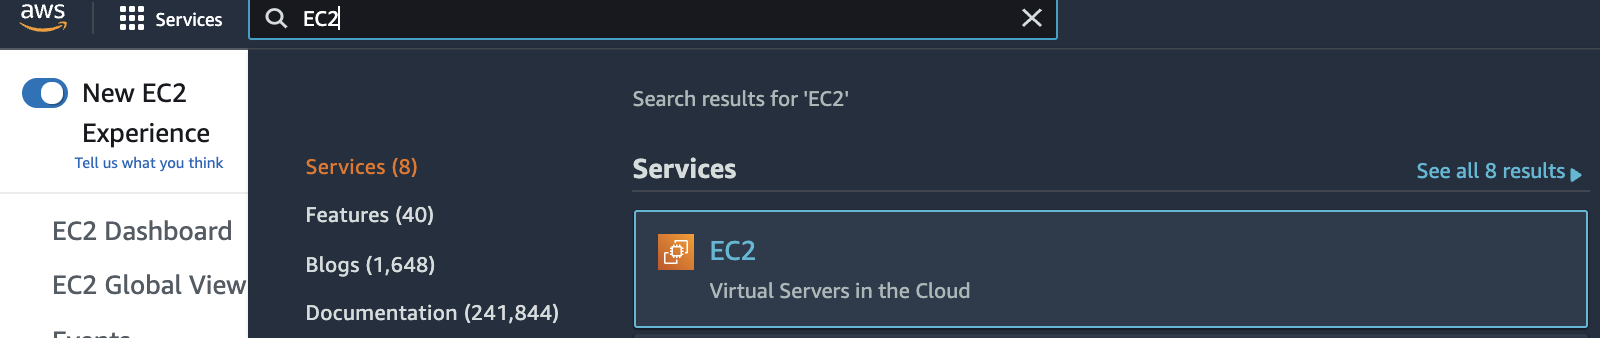 aws
Services
EC2
New EC2
Experience
Tell us what you think
EC2 Dashboard
EC2 Global View
Events
Search results for 'EC2'
Services (8)
Features (40)
Blogs (1,648)
Documentation (241,844)
Services
See all 8 results
EC2
Virtual Servers in the Cloud